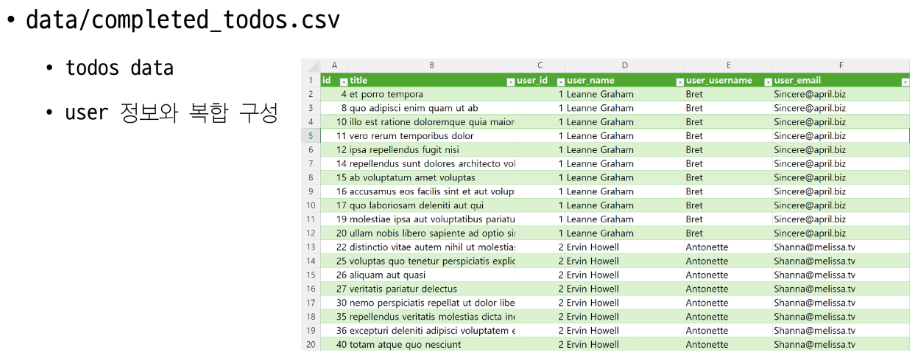 • data/completed_todos.csv
• todos data
• user 정보와 복합 구성
A B C D E F
1 id title user_id user_name user_username user_email
2 4 et porro tempora 1 Leanne Graham Bret Sincere@april.biz
3 8 quo adipisci enim quam ut ab 1 Leanne Graham Bret Sincere@april.biz
4 10 illo est ratione doloremque quia maior 1 Leanne Graham Bret Sincere@april.biz
5 11 vero rerum temporibus dolor 1 Leanne Graham Bret Sincere@april.biz
6 12 ipsa repellendus fugit nisi 1 Leanne Graham Bret Sincere@april.biz
7 14 repellendus sunt dolores architecto vol 1 Leanne Graham Bret Sincere@april.biz
8 15 ab voluptatum amet voluptas 1 Leanne Graham Bret Sincere@april.biz
9 16 accusamus eos facilis sint et aut volup 1 Leanne Graham Bret Sincere@april.biz
10 17 quo laboriosam deleniti aut qui 1 Leanne Graham Bret Sincere@april.biz
11 19 molestiae ipsa aut voluptatibus pariatu 1 Leanne Graham Bret Sincere@april.biz
12 20 ullam nobis libero sapiente ad optio si 1 Leanne Graham Bret Sincere@april.biz
13 22 distinctio vitae autem nihil ut molestia 2 Ervin Howell Antonette Shanna@melissa.tv
14 25 voluptas quo tenetur perspiciatis explic 2 Ervin Howell Antonette Shanna@melissa.tv
15 26 aliquam aut quasi 2 Ervin Howell Antonette Shanna@melissa.tv
16 27 veritatis pariatur delectus 2 Ervin Howell Antonette Shanna@melissa.tv
17 30 nemo perspiciatis repellat ut dolor libe 2 Ervin Howell Antonette Shanna@melissa.tv
18 35 repellendus veritatis molestias dicta in 2 Ervin Howell Antonette Shanna@melissa.tv
19 36 excepturi deleniti adipisci voluptatem e 2 Ervin Howell Antonette Shanna@melissa.tv
20 40 totam atque quo nesciunt 2 Ervin Howell Antonette Shanna@melissa.tv